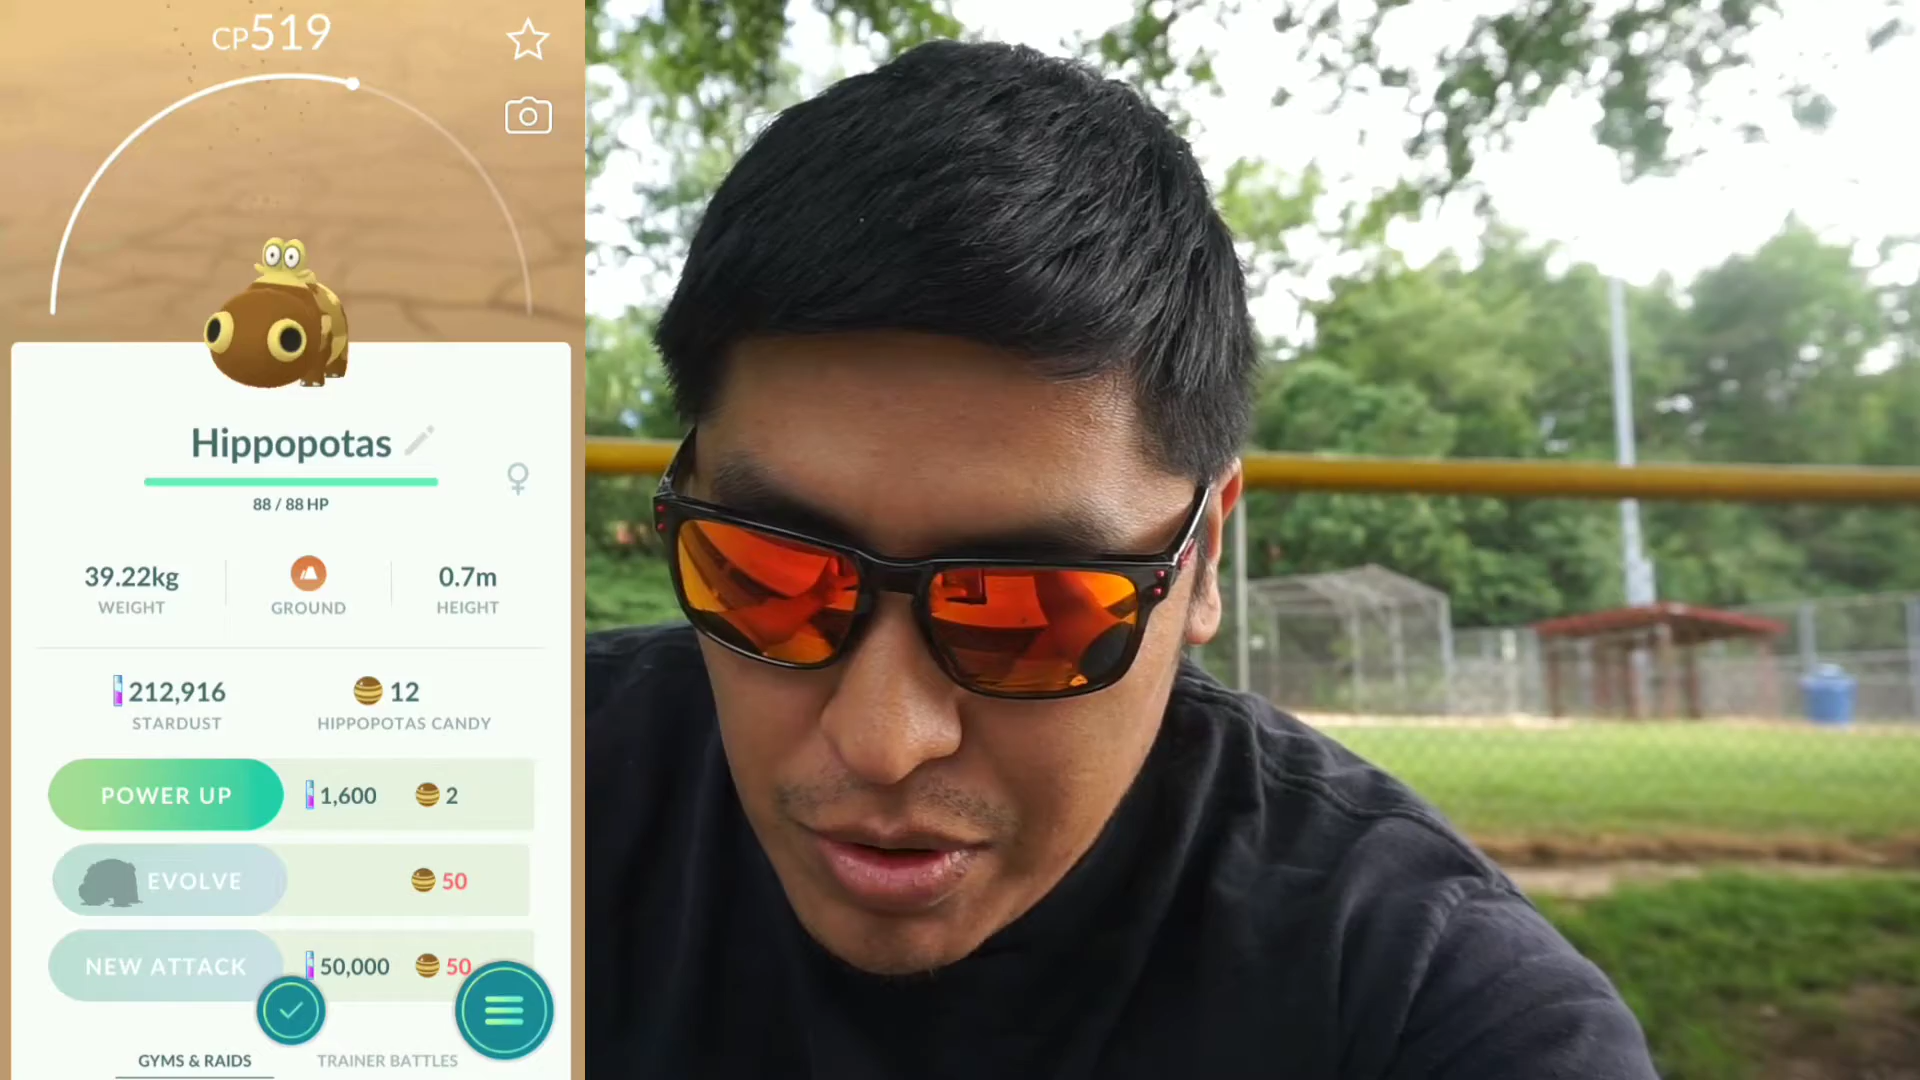 CP519
Hippopotas
88 / 88 HP
39.22kg
WEIGHT
GROUND
0.7m
HEIGHT
212,916
STARDUST
12
HIPPOPOTAS CANDY
POWER UP 1,600 2
EVOLVE 50
NEW ATTACK 50,000 50
GYMS & RAIDS TRAINER BATTLES